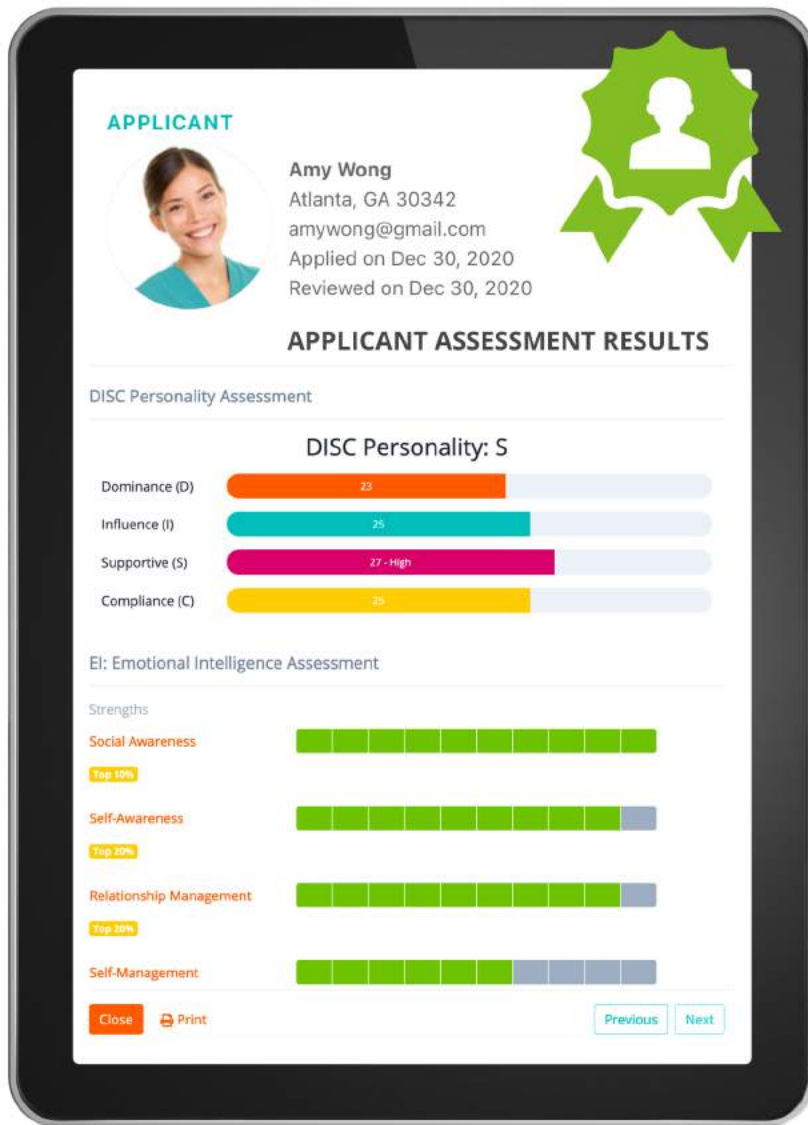 APPLICANT
Amy Wong
Atlanta, GA 30342
amywong@gmail.com
Applied on Dec 30, 2020
Reviewed on Dec 30, 2020
APPLICANT ASSESSMENT RESULTS
DISC Personality Assessment
DISC Personality: S
Dominance (D) 23
Influence (I) 25
Supportive (S) 27 - High
Compliance (C) 25
EI: Emotional Intelligence Assessment
Strengths
Social Awareness
Top 10%
Self-Awareness
Top 20%
Relationship Management
Top 20%
Self-Management
Close Print Previous Next